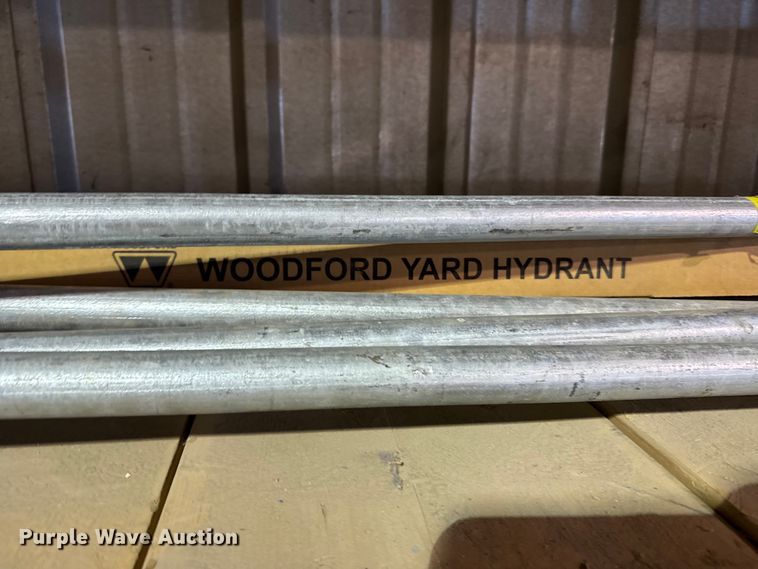 WOODFORD YARD HYDRANT
Purple Wave Auction